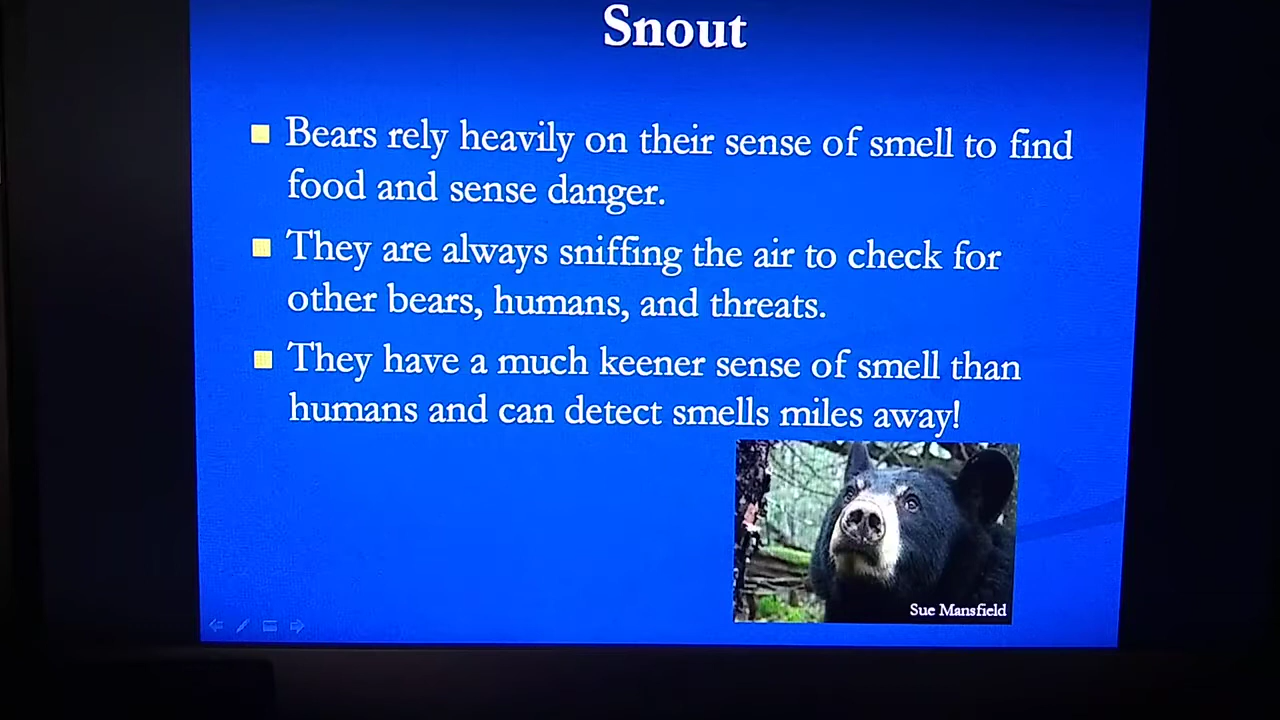 Snout
Bears rely heavily on their sense of smell to find
food and sense danger.
They are always sniffing the air to check for
other bears, humans, and threats.
They have a much keener sense of smell than
humans and can detect smells miles away!
Sue Mansfield